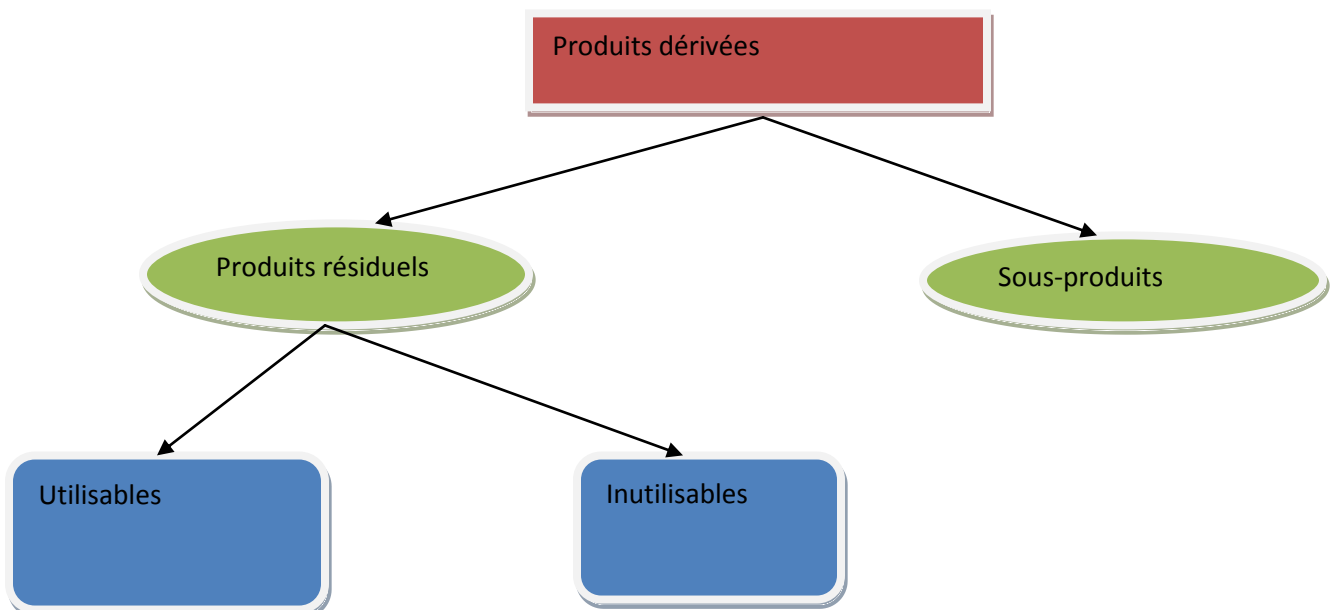 Produits dérivées
Produits résiduels
Sous-produits
Utilisables
Inutilisables